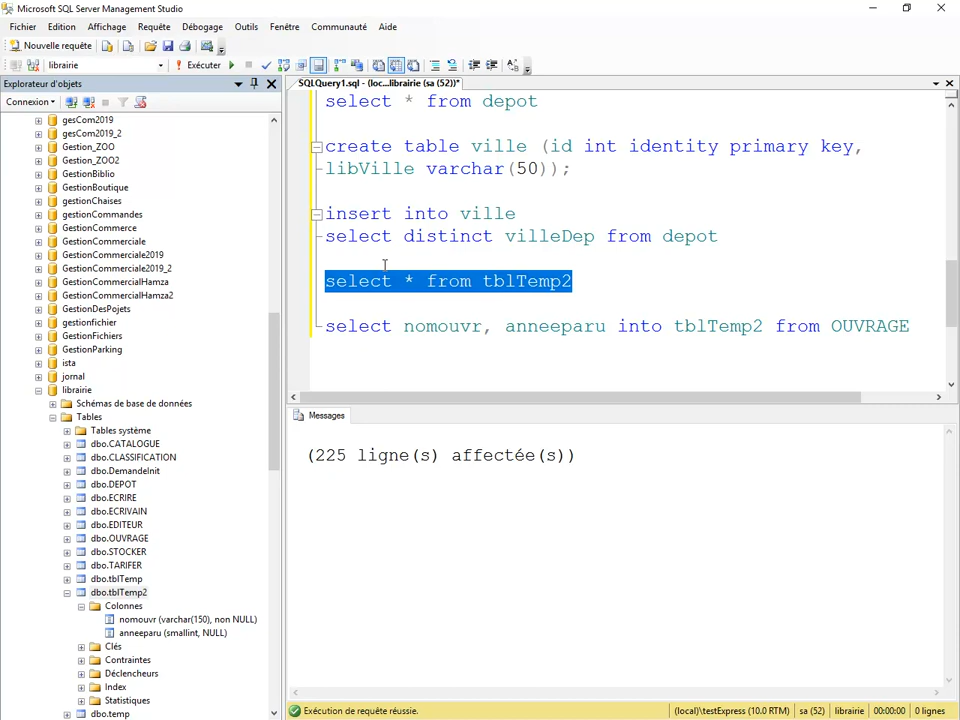 Microsoft SQL Server Management Studio
Fichier Edition Affichage Requête Débogage Outils Fenêtre Communauté Aide
Nouvelle requête
librairie Exécuter
Explorateur d'objets
SQLQuery1.sql - (loc...librairie (sa (52))*
Connexion
gesCom2019
gesCom2019_2
Gestion_ZOO
Gestion_ZOO2
GestionBiblio
GestionBoutique
gestionChaises
gestionCommandes
GestionCommerce
GestionCommerciale
GestionCommerciale2019
GestionCommerciale2019_2
GestionCommercialHamza
GestionCommercialHamza2
GestionDesPojets
gestionfichier
GestionFichiers
GestionParking
ista
jornal
librairie
Schémas de base de données
Tables
Tables système
dbo.CATALOGUE
dbo.CLASSIFICATION
dbo.DemandeInit
dbo.DEPOT
dbo.ECRIRE
dbo.ECRIVAIN
dbo.EDITEUR
dbo.OUVRAGE
dbo.STOCKER
dbo.TARIFER
dbo.tblTemp
dbo.tblTemp2
Colonnes
nomouvr (varchar(150), non NULL)
anneeparu (smallint, NULL)
Clés
Contraintes
Déclencheurs
Index
Statistiques
dbo.temp
select * from depot
create table ville (id int identity primary key,
libVille varchar(50));
insert into ville
select distinct villeDep from depot
select * from tblTemp2
select nomouvr, anneeparu into tblTemp2 from OUVRAGE
Messages
(225 ligne(s) affectée(s))
Exécution de requête réussie.
(local)\testExpress (10.0 RTM) sa (52) librairie 00:00:00 0 lignes